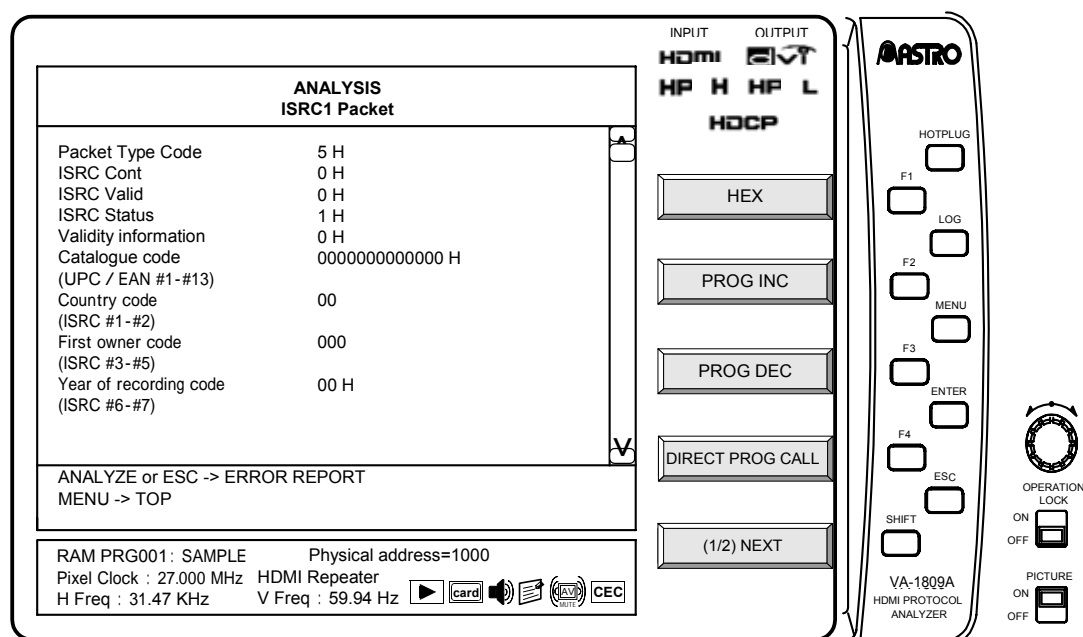 ANALYSIS
ISRC1 Packet
Packet Type Code 5 H
ISRC Cont 0 H
ISRC Valid 0 H
ISRC Status 1 H
Validity information 0 H
Catalogue code 0000000000000 H
(UPC / EAN #1-#13)
Country code 00
(ISRC #1-#2)
First owner code 000
(ISRC #3-#5)
Year of recording code 00 H
(ISRC #6-#7)
ANALYZE or ESC -> ERROR REPORT
MENU -> TOP
RAM PRG001: SAMPLE Physical address=1000
Pixel Clock : 27.000 MHz HDMI Repeater
H Freq : 31.47 KHz V Freq : 59.94 Hz
card
AV
MUTE
CEC
INPUT OUTPUT
HDMI DVI
HP H HP L
HDCP
HEX
PROG INC
PROG DEC
DIRECT PROG CALL
(1/2) NEXT
ASTRO
HOTPLUG
F1
LOG
F2
MENU
F3
ENTER
F4
ESC
SHIFT
VA-1809A
HDMI PROTOCOL
ANALYZER
OPERATION
LOCK
ON
OFF
PICTURE
ON
OFF